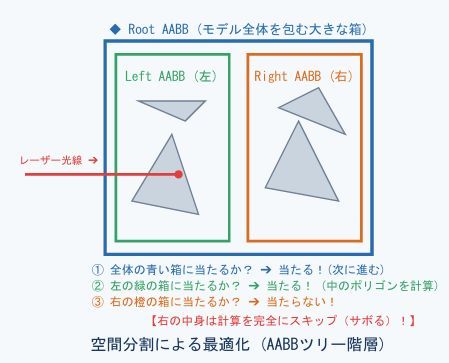 ◆ Root AABB (モデル全体を包む大きな箱)
Left AABB (左)
Right AABB (右)
レーザー光線 ➔
① 全体の青い箱に当たるか? ➔ 当たる！(次に進む)
② 左の緑の箱に当たるか? ➔ 当たる！ (中のポリゴンを計算)
③ 右の橙の箱に当たるか? ➔ 当たらない！
【右の中身は計算を完全にスキップ (サボる) ！】
空間分割による最適化 (AABBツリー階層)